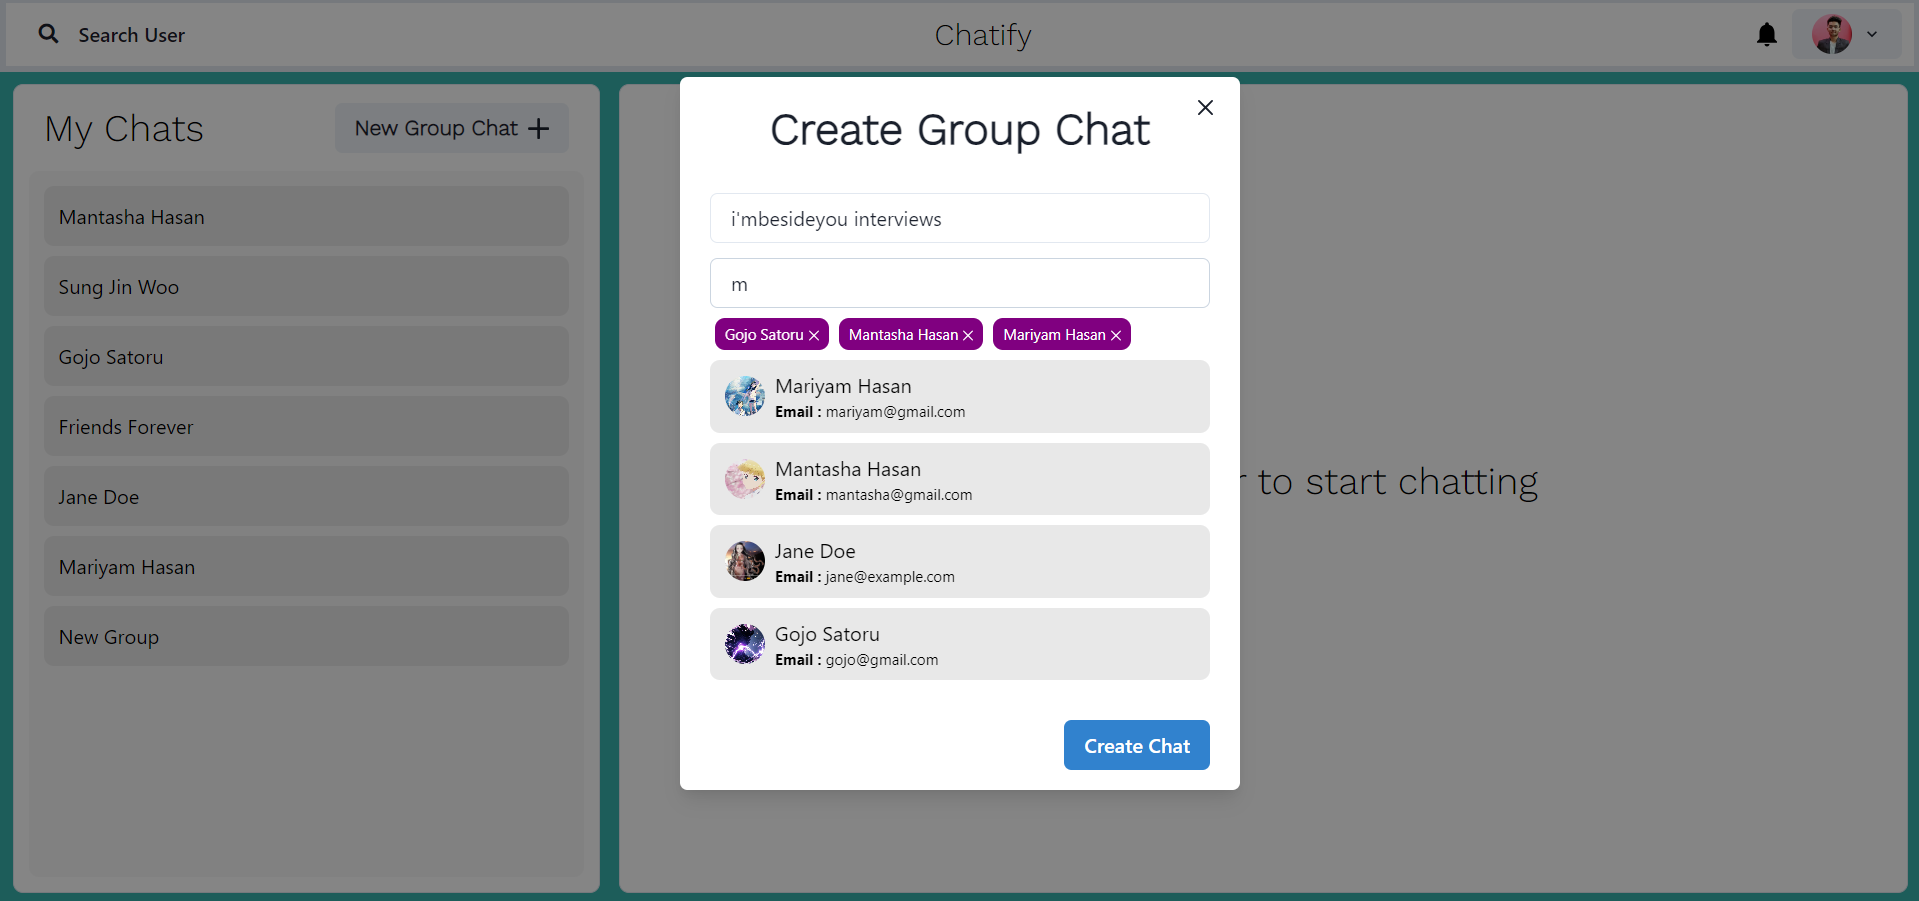 Search User
Chatify
My Chats
New Group Chat
Mantasha Hasan
Sung Jin Woo
Gojo Satoru
Friends Forever
Jane Doe
Mariyam Hasan
New Group
Create Group Chat
i'mbesideyou interviews
m
Gojo Satoru Mantasha Hasan Mariyam Hasan
Mariyam Hasan
Email : mariyam@gmail.com
Mantasha Hasan
Email : mantasha@gmail.com
Jane Doe
Email : jane@example.com
Gojo Satoru
Email : gojo@gmail.com
Create Chat
to start chatting